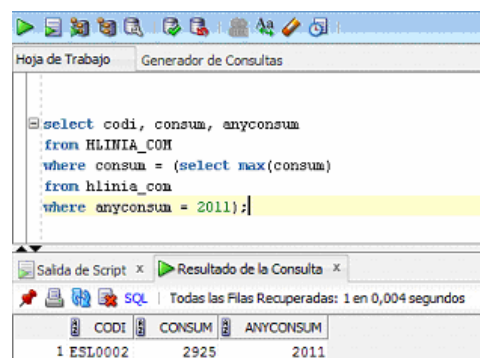 Hoja de Trabajo Generador de Consultas
select codi, consum, anyconsum
from HLINIA_COM
where consum = (select max(consum)
from hlinia_com
where anyconsum = 2011);
Salida de Script x Resultado de la Consulta x
SQL | Todas las Filas Recuperadas: 1 en 0,004 segundos
CODI CONSUM ANYCONSUM
1 ESL0002 2925 2011